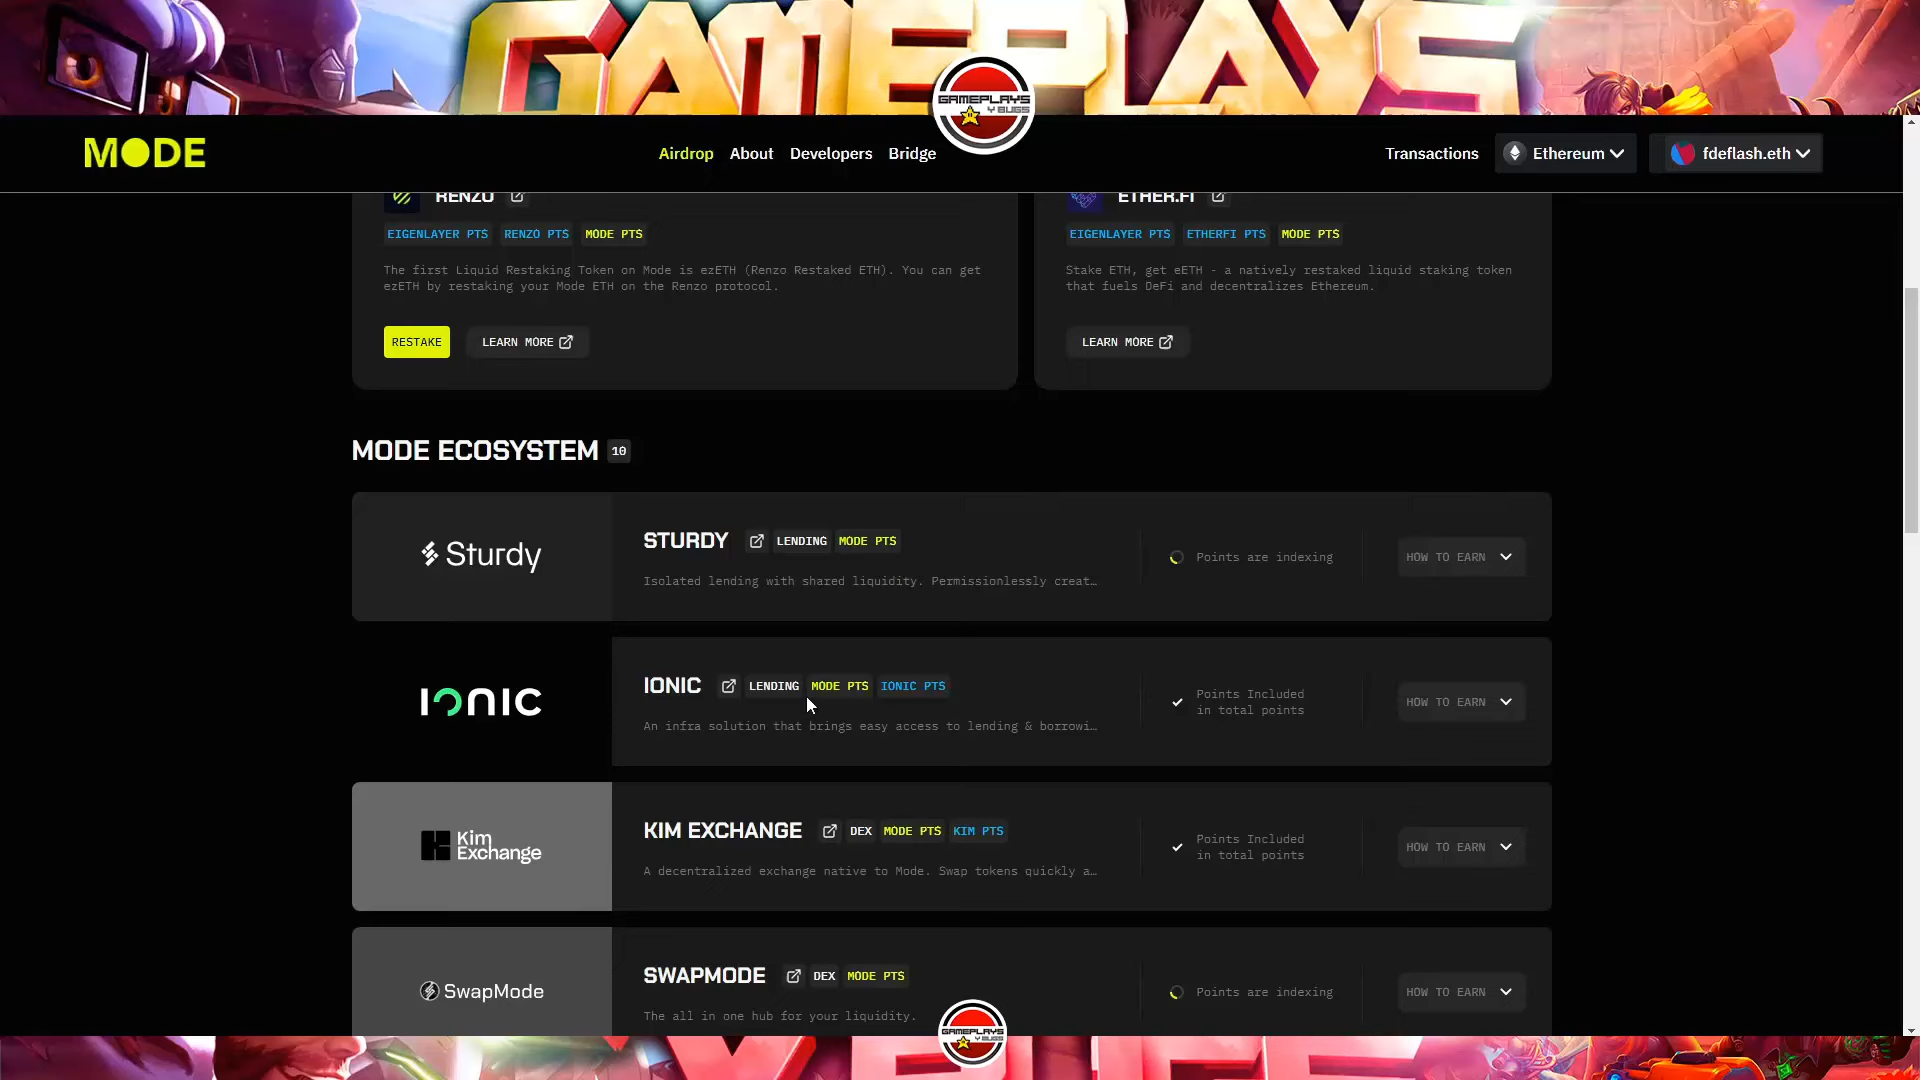 GAMEPLAYS
GAMEPLAYS
Y BUGS
MODE
Airdrop
About
Developers
Bridge
Transactions
Ethereum
fdeflash.eth
RENZO
EIGENLAYER PTS
RENZO PTS
MODE PTS
The first Liquid Restaking Token on Mode is ezETH (Renzo Restaked ETH). You can get
ezETH by restaking your Mode ETH on the Renzo protocol.
RESTAKE
LEARN MORE
ETHER.FI
EIGENLAYER PTS
ETHERFI PTS
MODE PTS
Stake ETH, get eETH - a natively restaked liquid staking token
that fuels DeFi and decentralizes Ethereum.
LEARN MORE
MODE ECOSYSTEM 10
Sturdy
STURDY
LENDING
MODE PTS
Isolated lending with shared liquidity. Permissionlessly creat…
Points are indexing
HOW TO EARN
IONIC
IONIC
LENDING
MODE PTS
IONIC PTS
An infra solution that brings easy access to lending & borrowi…
Points Included
in total points
HOW TO EARN
Kim
Exchange
KIM EXCHANGE
DEX
MODE PTS
KIM PTS
A decentralized exchange native to Mode. Swap tokens quickly a…
Points Included
in total points
HOW TO EARN
SwapMode
SWAPMODE
DEX
MODE PTS
The all in one hub for your liquidity.
Points are indexing
HOW TO EARN
GAMEPLAYS
Y BUGS